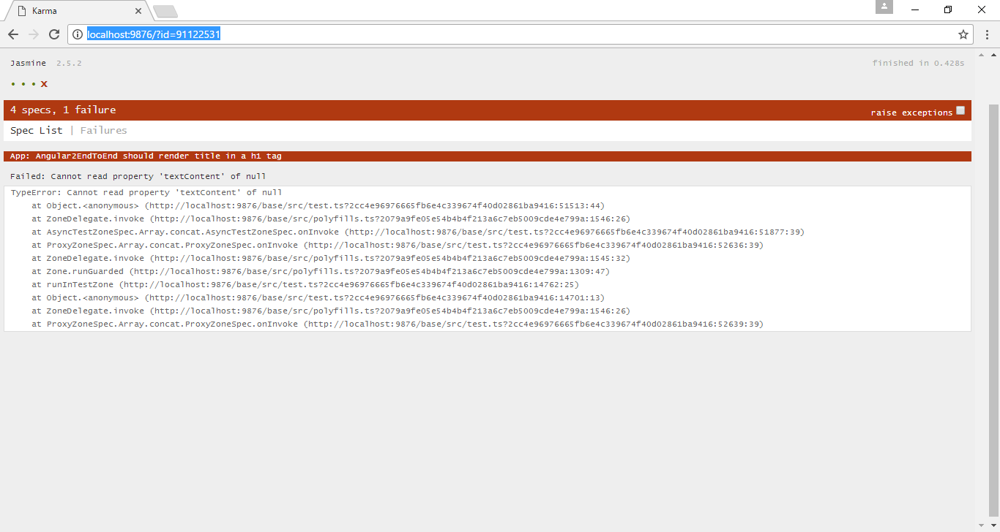 Karma
localhost:9876/?id=91122531
Jasmine 2.5.2 finished in 0.428s
• • • x
4 specs, 1 failure raise exceptions
Spec List | Failures
App: Angular2EndToEnd should render title in a h1 tag
Failed: Cannot read property 'textContent' of null
TypeError: Cannot read property 'textContent' of null
at Object.<anonymous> (http://localhost:9876/base/src/test.ts?2cc4e96976665fb6e4c339674f40d02861ba9416:51513:44)
at ZoneDelegate.invoke (http://localhost:9876/base/src/polyfills.ts?2079a9fe05e54b4b4f213a6c7eb5009cde4e799a:1546:26)
at AsyncTestZoneSpec.Array.concat.AsyncTestZoneSpec.onInvoke (http://localhost:9876/base/src/test.ts?2cc4e96976665fb6e4c339674f40d02861ba9416:51877:39)
at ProxyZoneSpec.Array.concat.ProxyZoneSpec.onInvoke (http://localhost:9876/base/src/test.ts?2cc4e96976665fb6e4c339674f40d02861ba9416:52636:39)
at ZoneDelegate.invoke (http://localhost:9876/base/src/polyfills.ts?2079a9fe05e54b4b4f213a6c7eb5009cde4e799a:1545:32)
at Zone.runGuarded (http://localhost:9876/base/src/polyfills.ts?2079a9fe05e54b4b4f213a6c7eb5009cde4e799a:1309:47)
at runInTestZone (http://localhost:9876/base/src/test.ts?2cc4e96976665fb6e4c339674f40d02861ba9416:14762:25)
at Object.<anonymous> (http://localhost:9876/base/src/test.ts?2cc4e96976665fb6e4c339674f40d02861ba9416:14701:13)
at ZoneDelegate.invoke (http://localhost:9876/base/src/polyfills.ts?2079a9fe05e54b4b4f213a6c7eb5009cde4e799a:1546:26)
at ProxyZoneSpec.Array.concat.ProxyZoneSpec.onInvoke (http://localhost:9876/base/src/test.ts?2cc4e96976665fb6e4c339674f40d02861ba9416:52639:39)